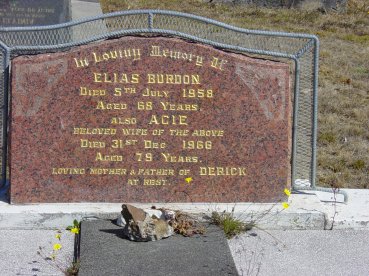 In Loving Memory of
ELIAS BURDON
DIED 5TH JULY 1958
AGED 68 YEARS.
ALSO ACIE
BELOVED WIFE OF THE ABOVE
DIED 31ST DEC 1966
AGED 79 YEARS.
LOVING MOTHER & FATHER OF DERICK
AT REST.